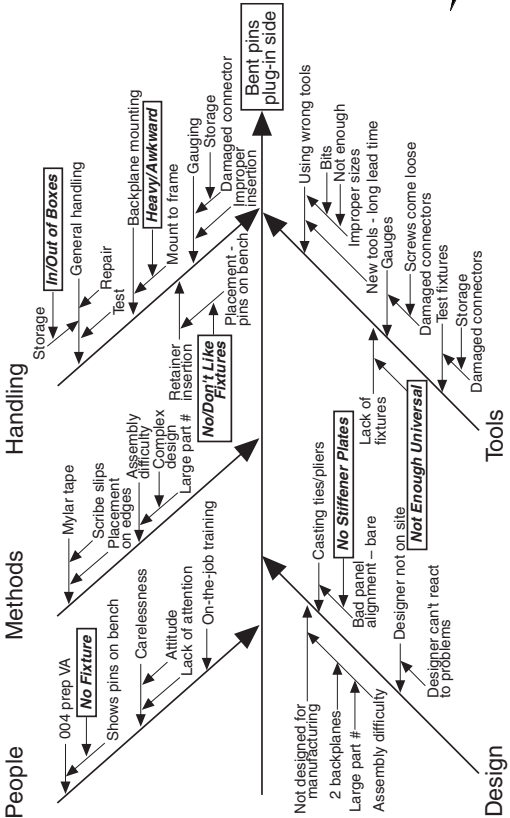 People
004 prep VA
No Fixture
Shows pins on bench
Carelessness
Attitude
Lack of attention
On-the-job training
Methods
Mylar tape
Scribe slips
Placement
on edges
Assembly
difficulty
Complex
design
Large part #
Handling
Storage
In/Out of Boxes
General handling
Repair
Test
Backplane mounting
Heavy/Awkward
Mount to frame
Gauging
Storage
Damaged connector
Improper
insertion
Retainer
insertion
No/Don't Like
Fixtures
Placement -
pins on bench
Bent pins
plug-in side
Design
Not designed for
manufacturing
2 backplanes
Large part #
Assembly difficulty
Casting ties/pliers
No Stiffener Plates
Bad panel
alignment – bare
Designer not on site
Designer can't react
to problems
Tools
Using wrong tools
Bits
Not enough
Improper sizes
New tools - long lead time
Gauges
Screws come loose
Damaged connectors
Lack of
fixtures
Not Enough Universal
Test fixtures
Storage
Damaged connectors